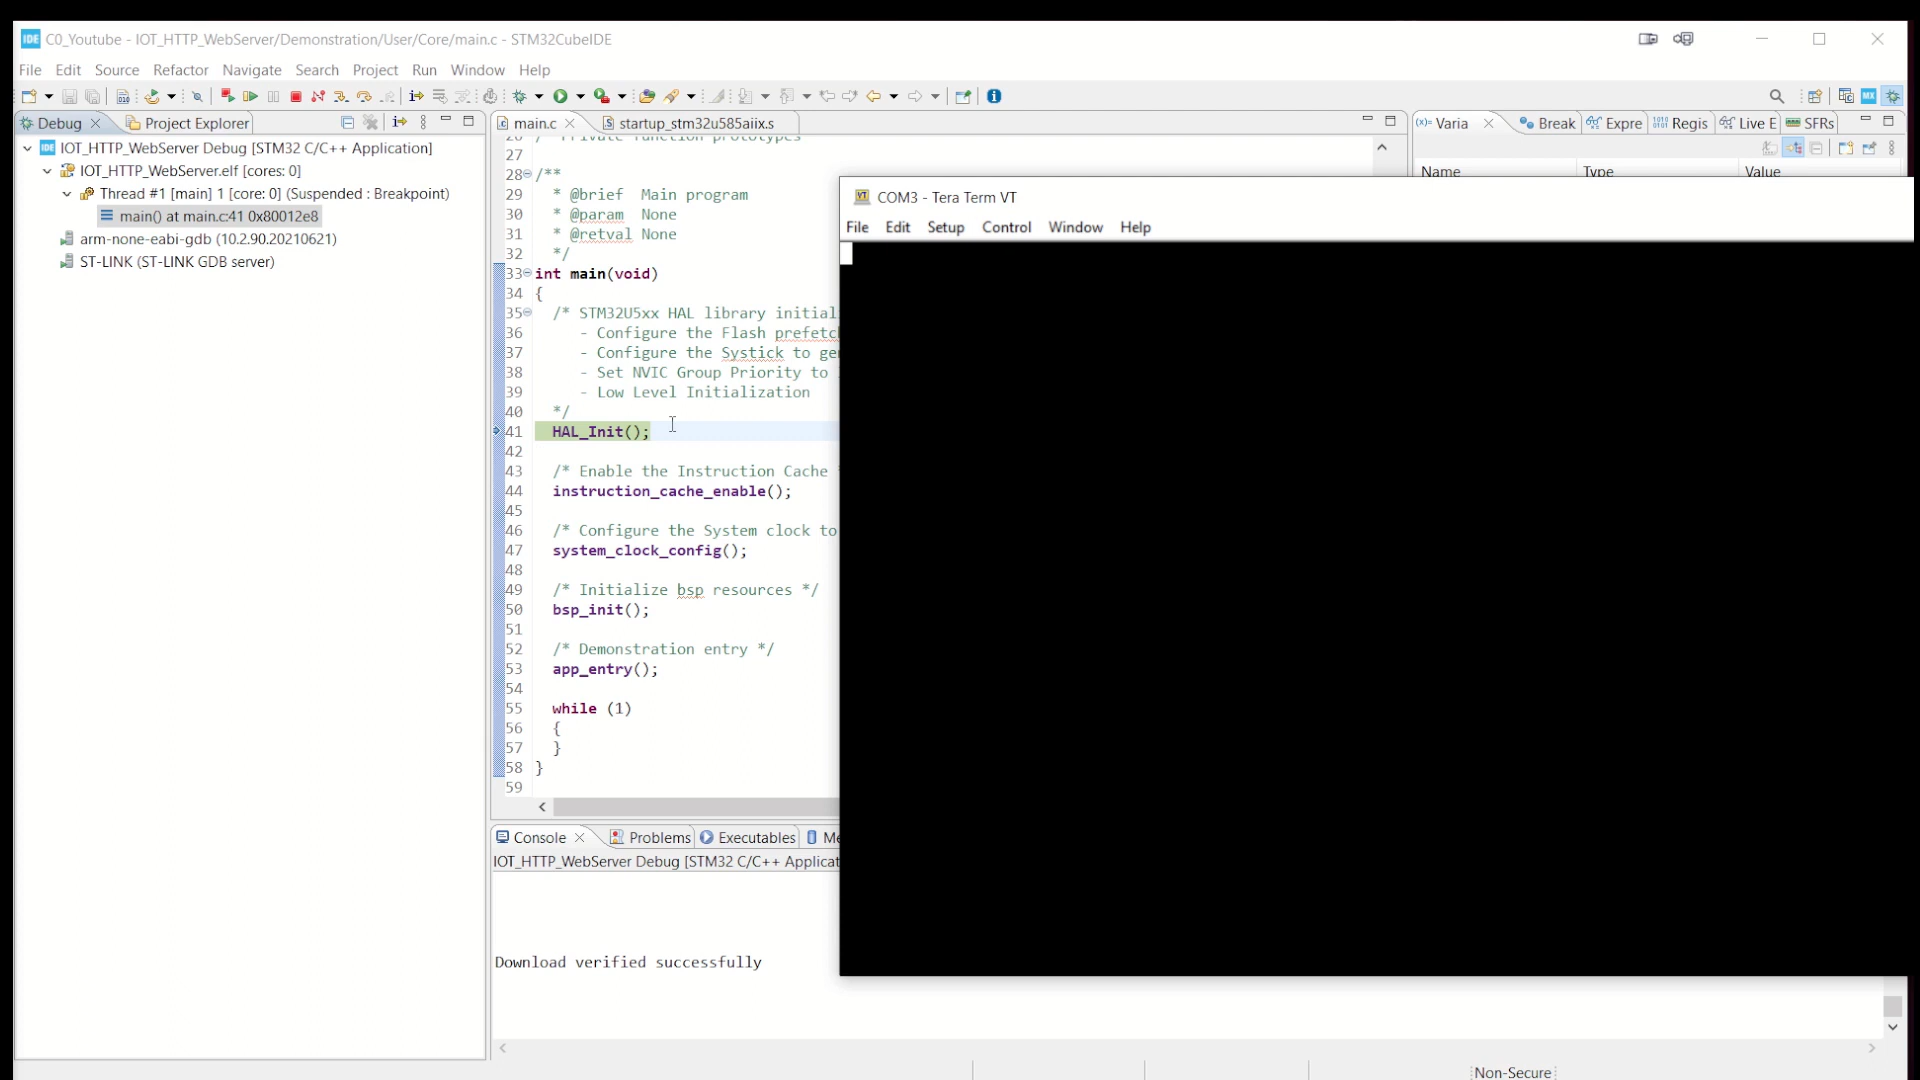 IDE C0_Youtube - IOT_HTTP_WebServer/Demonstration/User/Core/main.c - STM32CubeIDE
File Edit Source Refactor Navigate Search Project Run Window Help
Debug Project Explorer
main.c startup_stm32u585aiix.s
(x)= Varia Break Expre Regis Live E SFRs
Name Type Value
IOT_HTTP_WebServer Debug [STM32 C/C++ Application]
IOT_HTTP_WebServer.elf [cores: 0]
Thread #1 [main] 1 [core: 0] (Suspended : Breakpoint)
main() at main.c:41 0x80012e8
arm-none-eabi-gdb (10.2.90.20210621)
ST-LINK (ST-LINK GDB server)
26 /* Private function prototypes
27
28 /**
29 * @brief Main program
30 * @param None
31 * @retval None
32 */
33 int main(void)
34 {
35 /* STM32U5xx HAL library initial
36 - Configure the Flash prefetch
37 - Configure the Systick to ge
38 - Set NVIC Group Priority to
39 - Low Level Initialization
40 */
41 HAL_Init();
42
43 /* Enable the Instruction Cache
44 instruction_cache_enable();
45
46 /* Configure the System clock to
47 system_clock_config();
48
49 /* Initialize bsp resources */
50 bsp_init();
51
52 /* Demonstration entry */
53 app_entry();
54
55 while (1)
56 {
57 }
58 }
59
COM3 - Tera Term VT
File Edit Setup Control Window Help
Console Problems Executables Me
IOT_HTTP_WebServer Debug [STM32 C/C++ Applicat
Download verified successfully
Non-Secure